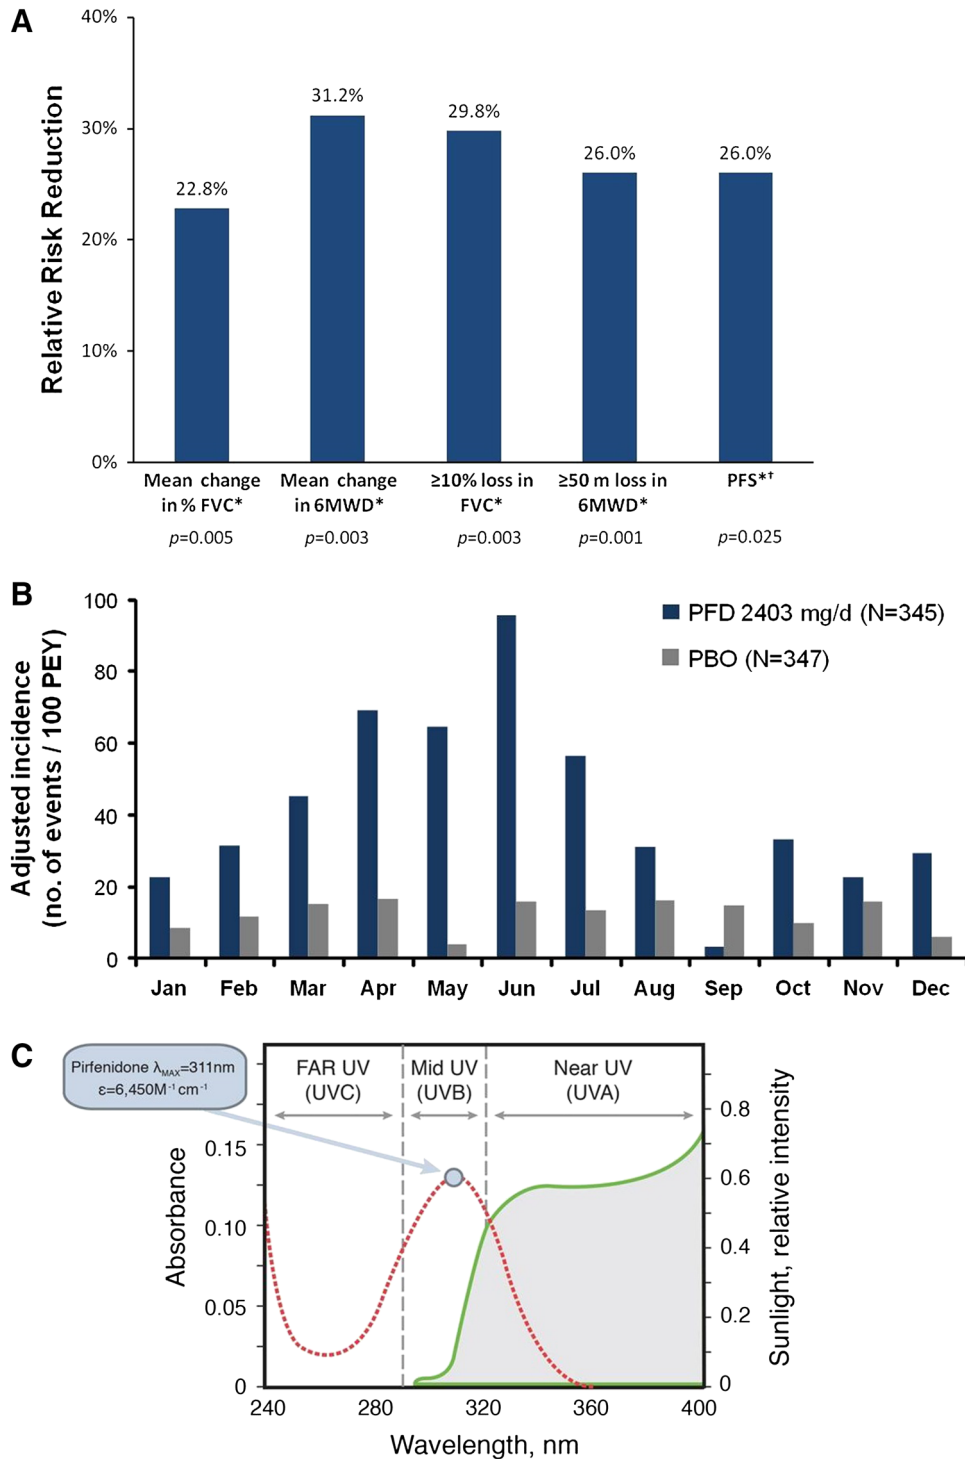 A
40%
30%
20%
10%
0%
Relative Risk Reduction
22.8%
31.2%
29.8%
26.0%
26.0%
Mean change
in % FVC*
p=0.005
Mean change
in 6MWD*
p=0.003
≥10% loss in
FVC*
p=0.003
≥50 m loss in
6MWD*
p=0.001
PFS*†
p=0.025
B
100
80
60
40
20
0
Adjusted incidence
(no. of events / 100 PEY)
PFD 2403 mg/d (N=345)
PBO (N=347)
Jan
Feb
Mar
Apr
May
Jun
Jul
Aug
Sep
Oct
Nov
Dec
C
Pirfenidone λMAX=311nm
ε=6,450M⁻¹ cm⁻¹
FAR UV
(UVC)
Mid UV
(UVB)
Near UV
(UVA)
Absorbance
0.15
0.10
0.05
0
0.8
0.6
0.4
0.2
0
Sunlight, relative intensity
240
280
320
360
400
Wavelength, nm